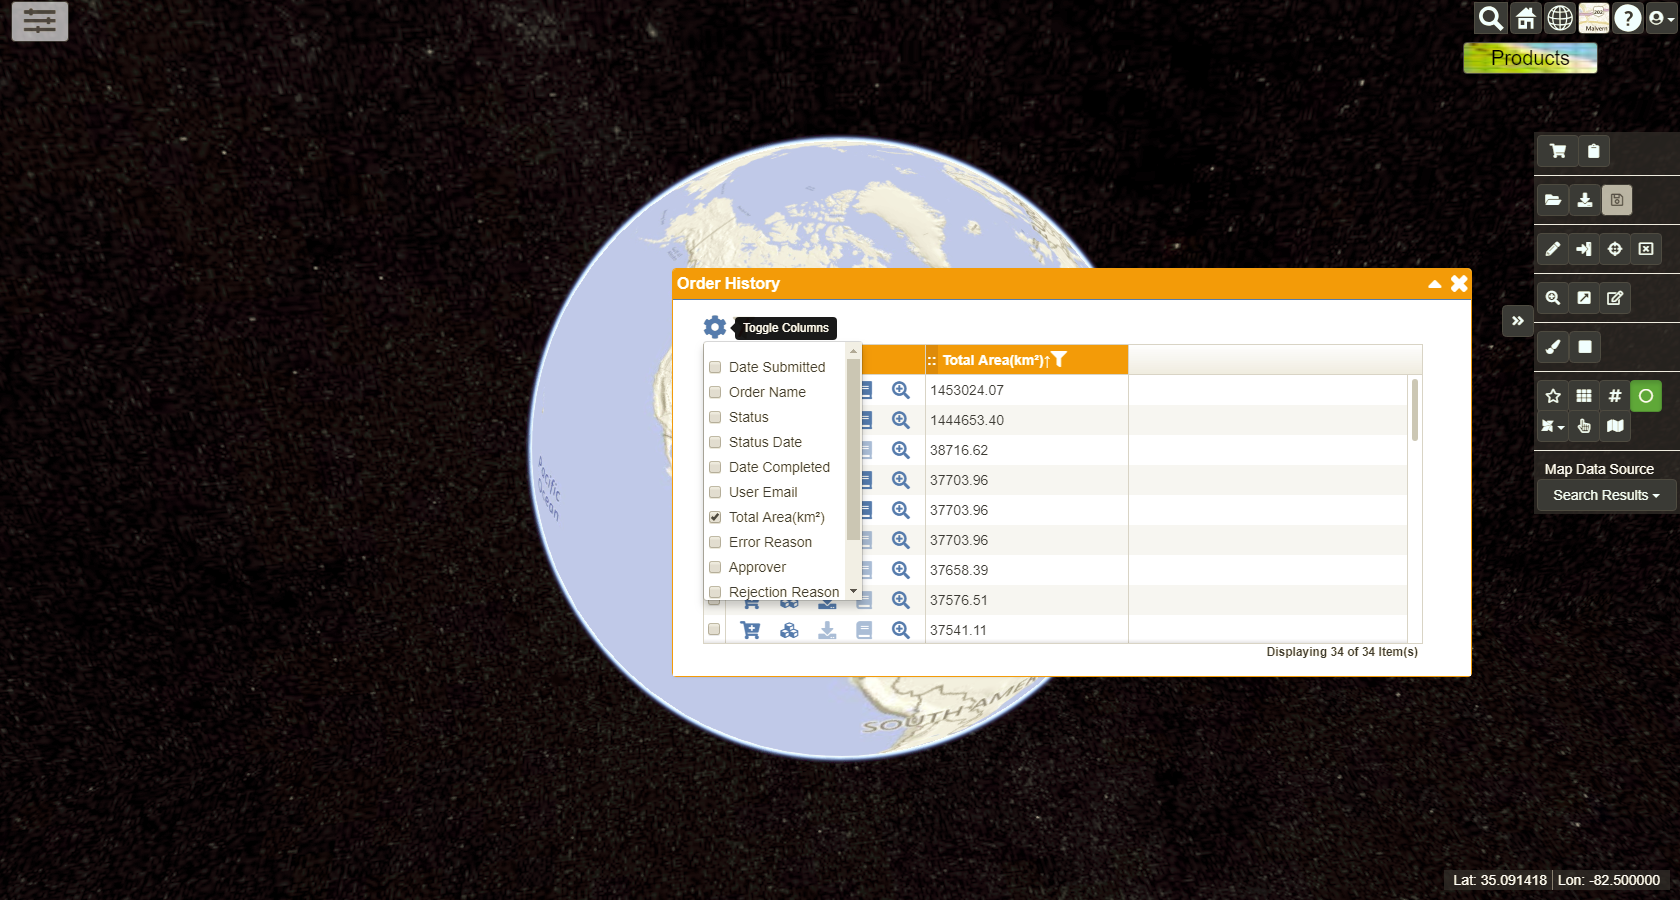 Malvern
Products
Order History
Toggle Columns
Date Submitted
Order Name
Status
Status Date
Date Completed
User Email
Total Area(km²)
Error Reason
Approver
Rejection Reason
:: Total Area(km²)↑
1453024.07
1444653.40
38716.62
37703.96
37703.96
37703.96
37658.39
37576.51
37541.11
Displaying 34 of 34 Item(s)
Map Data Source
Search Results
Pacific
Ocean
SOUTH AME
Lat: 35.091418 Lon: -82.500000